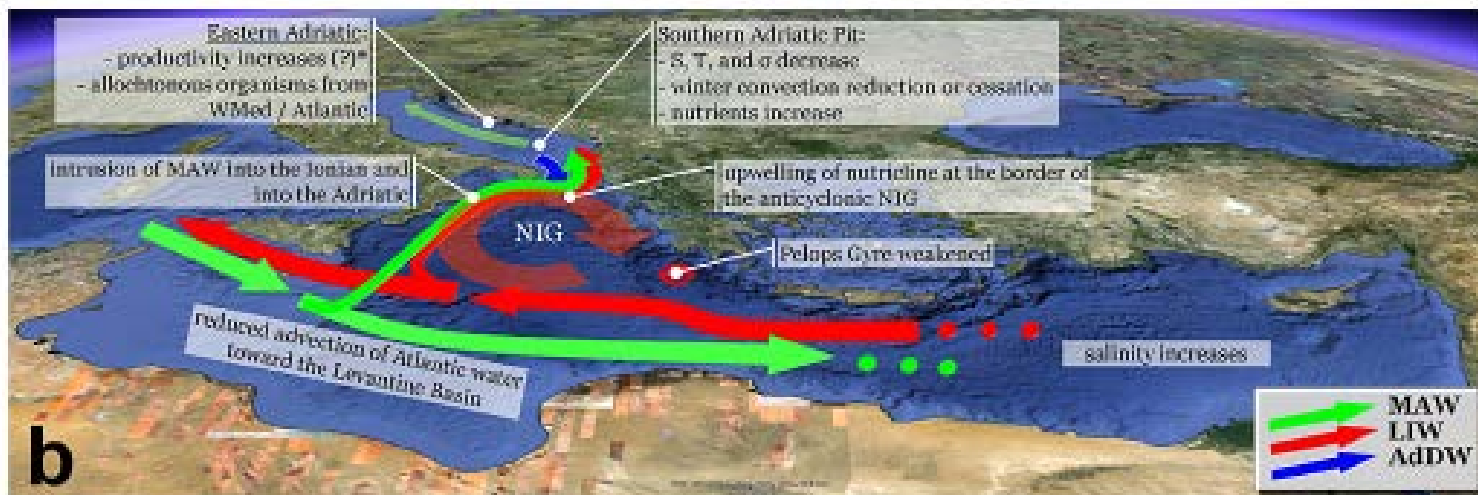 Eastern Adriatic:
- productivity increases (?)*
- allochtonous organisms from
WMed / Atlantic
Southern Adriatic Pit:
- S, T, and σ decrease
- winter convection reduction or cessation
- nutrients increase
intrusion of MAW into the Ionian and
into the Adriatic
upwelling of nutricline at the border of
the anticyclonic NIG
NIG
Pelops Gyre weakened
reduced advection of Atlantic water
toward the Levantine Basin
salinity increases
b
MAW
LIW
AdDW